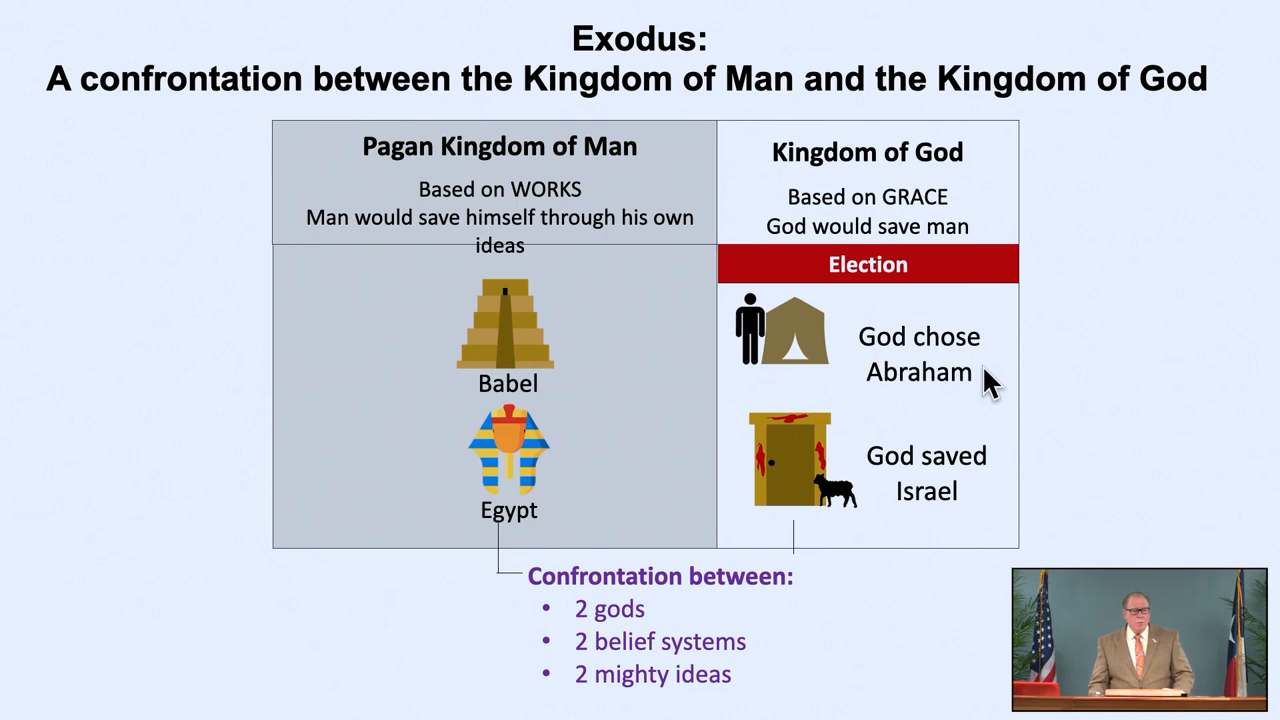 Exodus:
A confrontation between the Kingdom of Man and the Kingdom of God
Pagan Kingdom of Man
Based on WORKS
Man would save himself through his own
ideas
Babel
Egypt
Kingdom of God
Based on GRACE
God would save man
Election
God chose
Abraham
God saved
Israel
Confrontation between:
• 2 gods
• 2 belief systems
• 2 mighty ideas